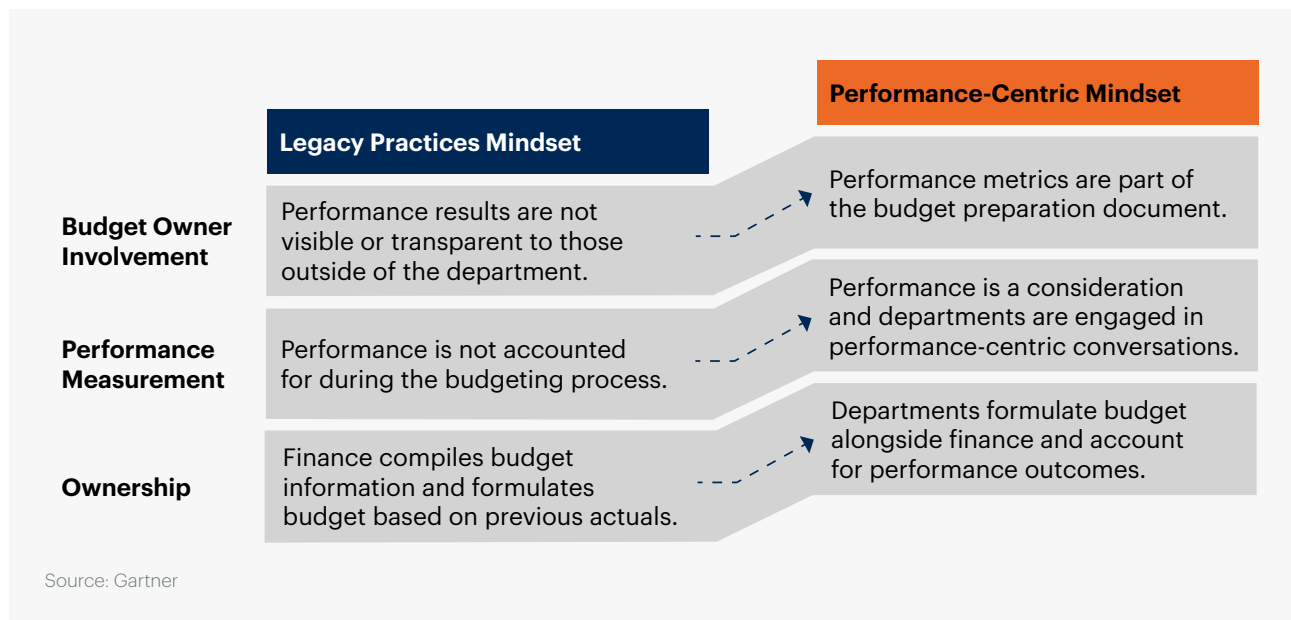 Performance-Centric Mindset
Legacy Practices Mindset
Budget Owner
Involvement
Performance results are not
visible or transparent to those
outside of the department.
Performance metrics are part of
the budget preparation document.
Performance
Measurement
Performance is not accounted
for during the budgeting process.
Performance is a consideration
and departments are engaged in
performance-centric conversations.
Ownership
Finance compiles budget
information and formulates
budget based on previous actuals.
Departments formulate budget
alongside finance and account
for performance outcomes.
Source: Gartner